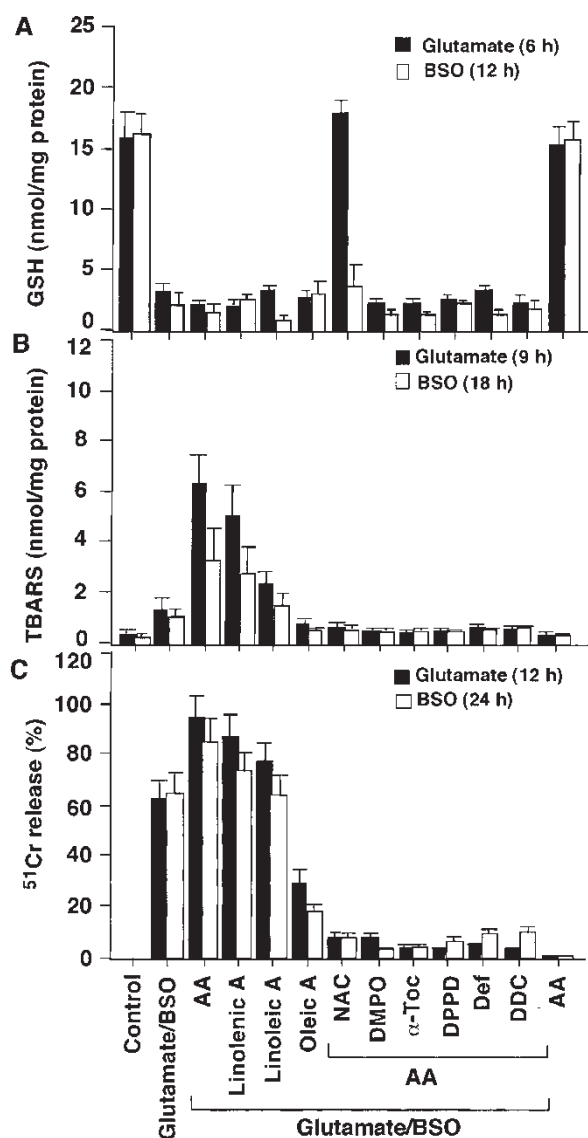 A
Glutamate (6 h)
BSO (12 h)
GSH (nmol/mg protein)
25
20
15
10
5
0
B
Glutamate (9 h)
BSO (18 h)
TBARS (nmol/mg protein)
12
10
8
6
4
2
0
C
Glutamate (12 h)
BSO (24 h)
⁵¹Cr release (%)
120
100
80
60
40
20
0
Control
Glutamate/BSO
AA
Linolenic A
Linoleic A
Oleic A
NAC
DMPO
α-Toc
DPPD
Def
DDC
AA
AA
Glutamate/BSO